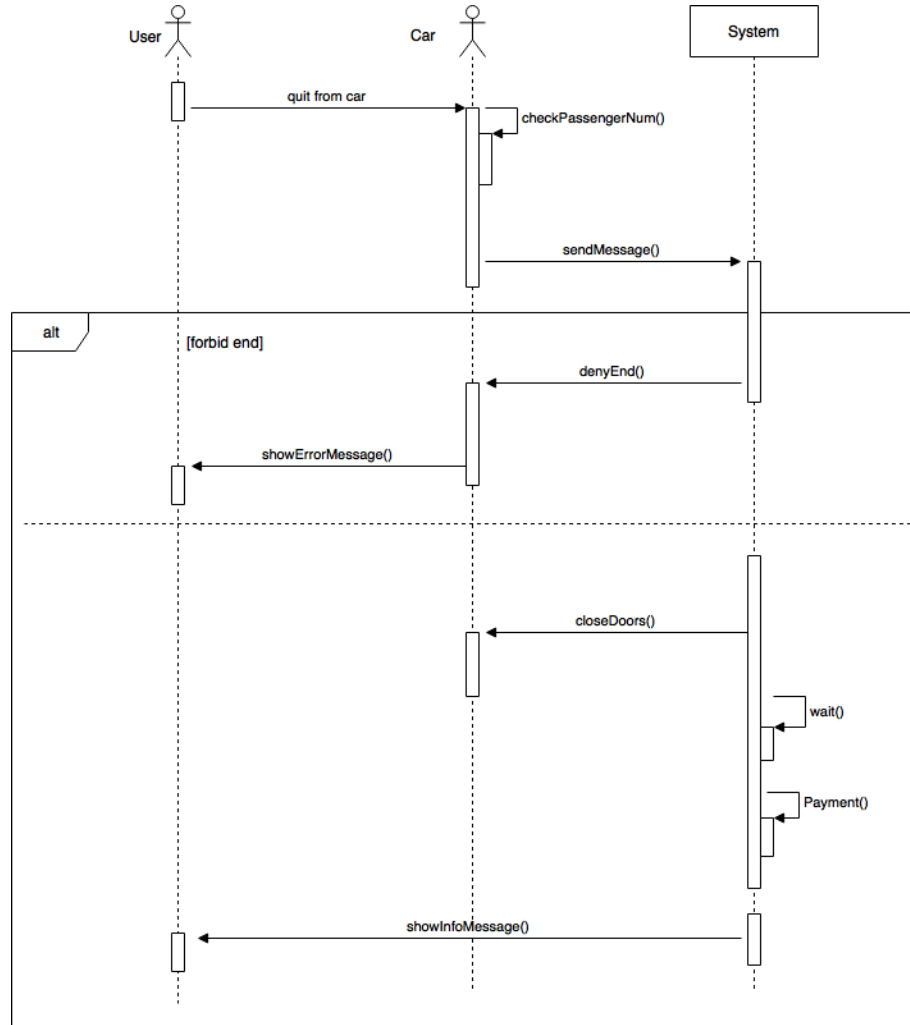 User
Car
System
quit from car
checkPassengerNum()
sendMessage()
alt
[forbid end]
denyEnd()
showErrorMessage()
closeDoors()
wait()
Payment()
showInfoMessage()